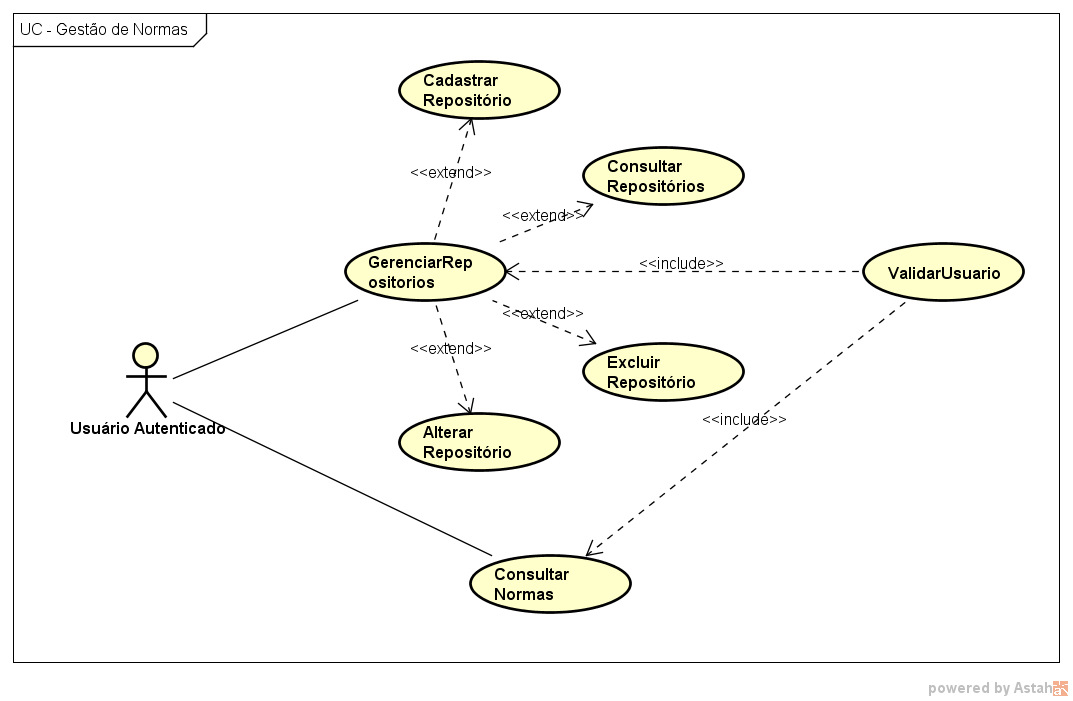 UC - Gestão de Normas
Cadastrar
Repositório
Consultar
Repositórios
<<extend>>
<<extend>>
GerenciarRep
ositorios
<<include>>
ValidarUsuario
<<extend>>
<<extend>>
Excluir
Repositório
Usuário Autenticado
Alterar
Repositório
<<include>>
Consultar
Normas
powered by Astah